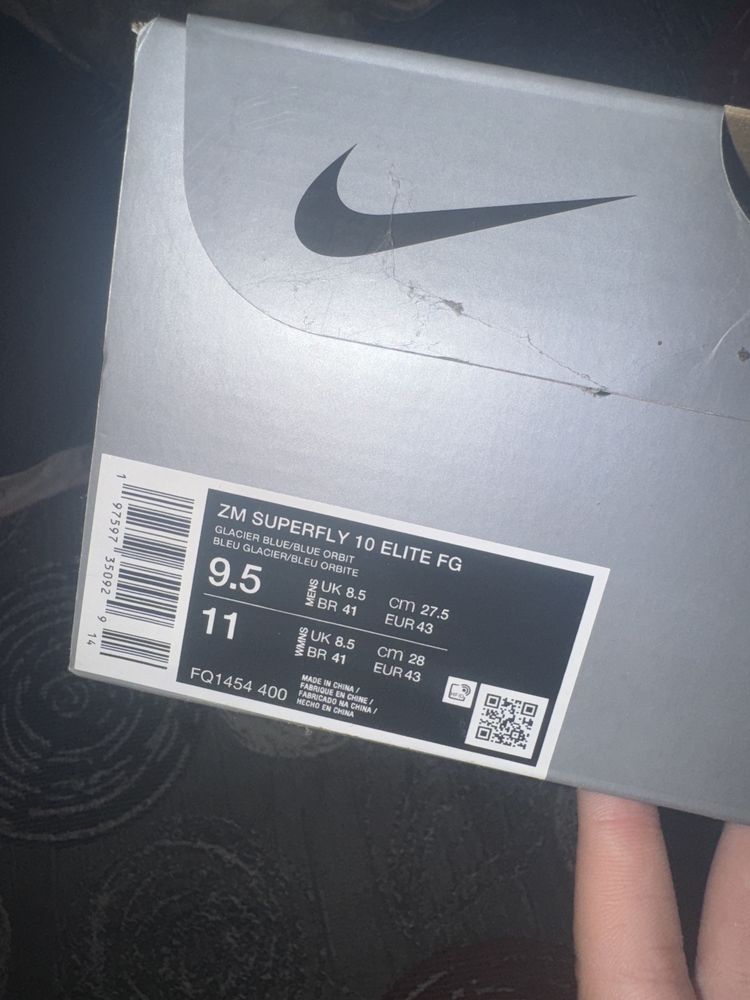 ZM SUPERFLY 10 ELITE FG
GLACIER BLUE/BLUE ORBIT
BLEU GLACIER/BLEU ORBITE
9.5 MENS UK 8.5 cm 27.5
BR 41 EUR 43
11 WMNS UK 8.5 cm 28
BR 41 EUR 43
FQ1454 400
MADE IN CHINA /
FABRIQUE EN CHINE /
FABRICADO NA CHINA /
HECHO EN CHINA
1 97597 35092 9 14